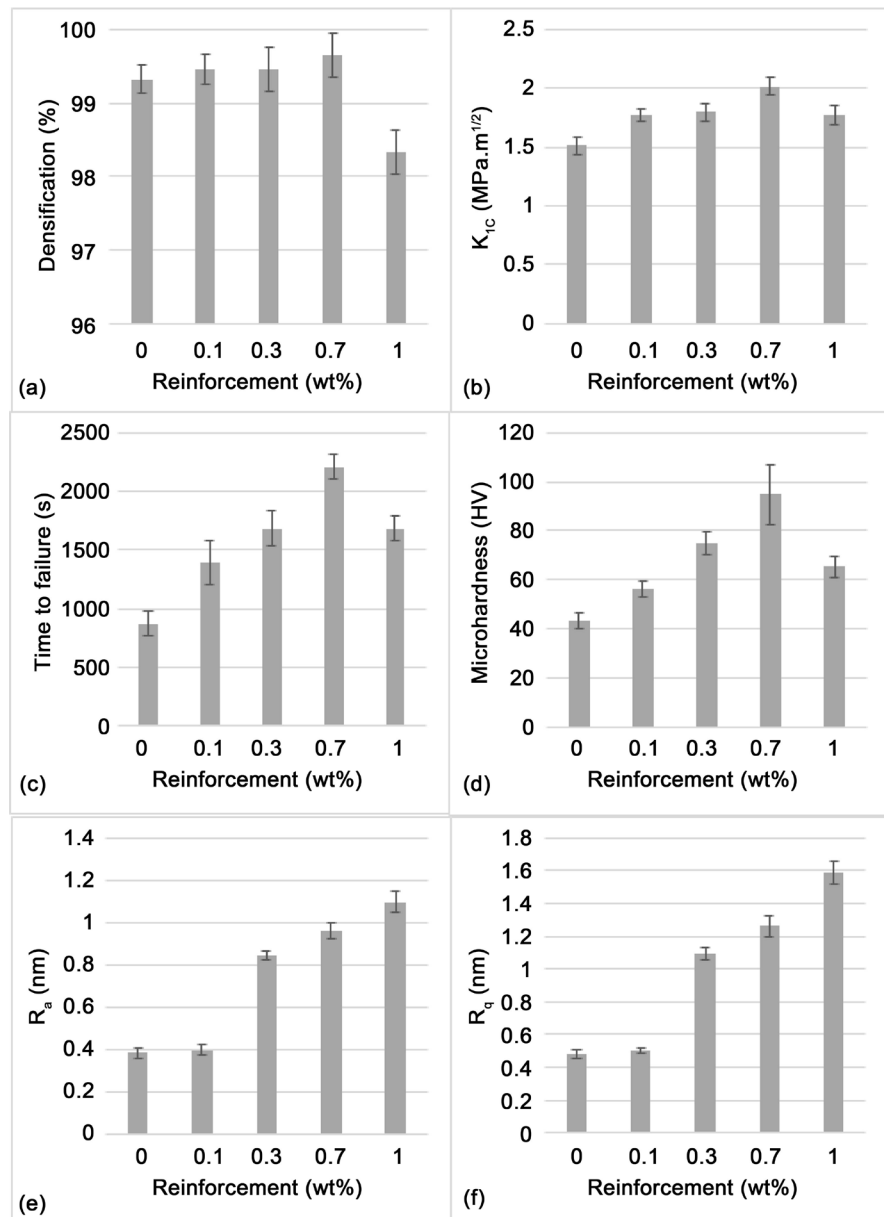 100
99
98
97
96
Densification (%)
0 0.1 0.3 0.7 1
Reinforcement (wt%)
(a)
2.5
2
1.5
1
0.5
0
K1C (MPa.m1/2)
0 0.1 0.3 0.7 1
Reinforcement (wt%)
(b)
2500
2000
1500
1000
500
0
Time to failure (s)
0 0.1 0.3 0.7 1
Reinforcement (wt%)
(c)
120
100
80
60
40
20
0
Microhardness (HV)
0 0.1 0.3 0.7 1
Reinforcement (wt%)
(d)
1.4
1.2
1
0.8
0.6
0.4
0.2
0
Ra (nm)
0 0.1 0.3 0.7 1
Reinforcement (wt%)
(e)
1.8
1.6
1.4
1.2
1
0.8
0.6
0.4
0.2
0
Rq (nm)
0 0.1 0.3 0.7 1
Reinforcement (wt%)
(f)